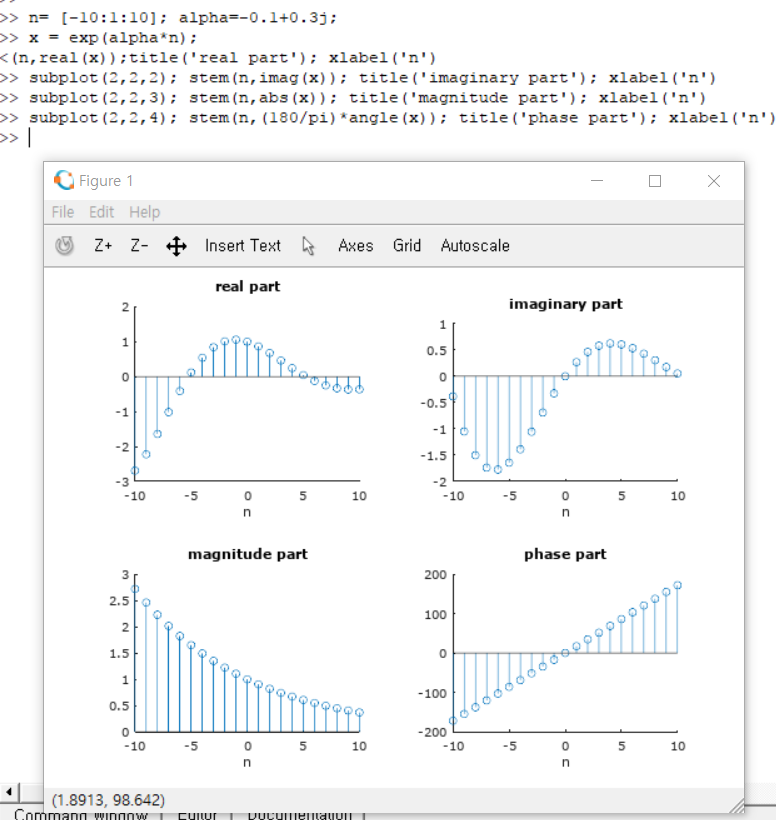 >> n= [-10:1:10]; alpha=-0.1+0.3j;
>> x = exp(alpha*n);
<(n,real(x));title('real part'); xlabel('n')
>> subplot(2,2,2); stem(n,imag(x)); title('imaginary part'); xlabel('n')
>> subplot(2,2,3); stem(n,abs(x)); title('magnitude part'); xlabel('n')
>> subplot(2,2,4); stem(n,(180/pi)*angle(x)); title('phase part'); xlabel('n')
>>
Figure 1
File Edit Help
Z+ Z- Insert Text Axes Grid Autoscale
real part
2
1
0
-1
-2
-3
-10 -5 0 5 10
n
imaginary part
1
0.5
0
-0.5
-1
-1.5
-2
-10 -5 0 5 10
n
magnitude part
3
2.5
2
1.5
1
0.5
0
-10 -5 0 5 10
n
phase part
200
100
0
-100
-200
-10 -5 0 5 10
n
(1.8913, 98.642)
Command Window Editor Documentation